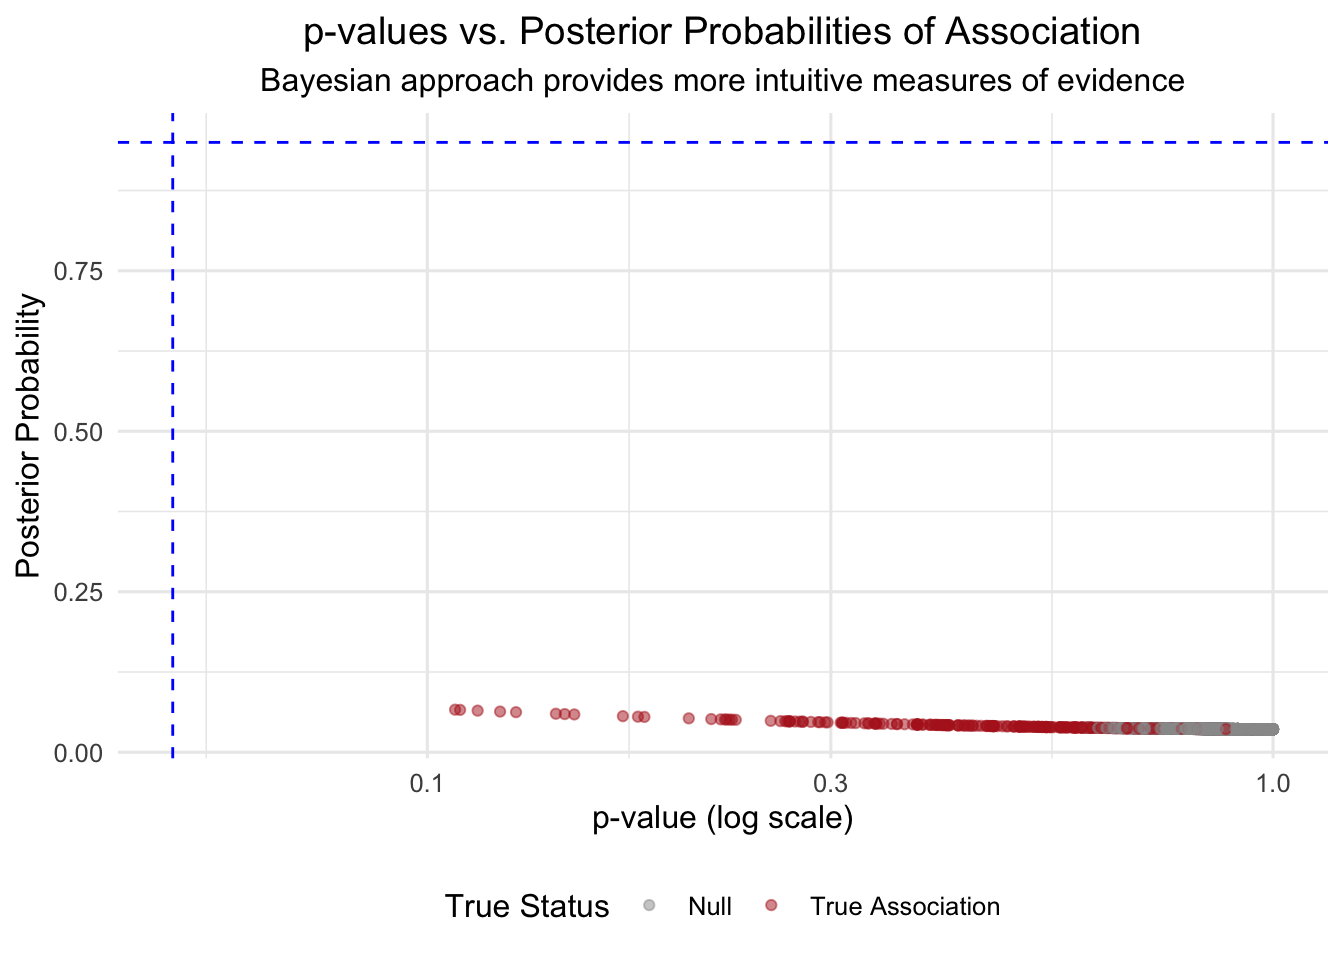 p-values vs. Posterior Probabilities of Association
Bayesian approach provides more intuitive measures of evidence
Posterior Probability
0.75
0.50
0.25
0.00
0.1 0.3 1.0
p-value (log scale)
True Status Null True Association